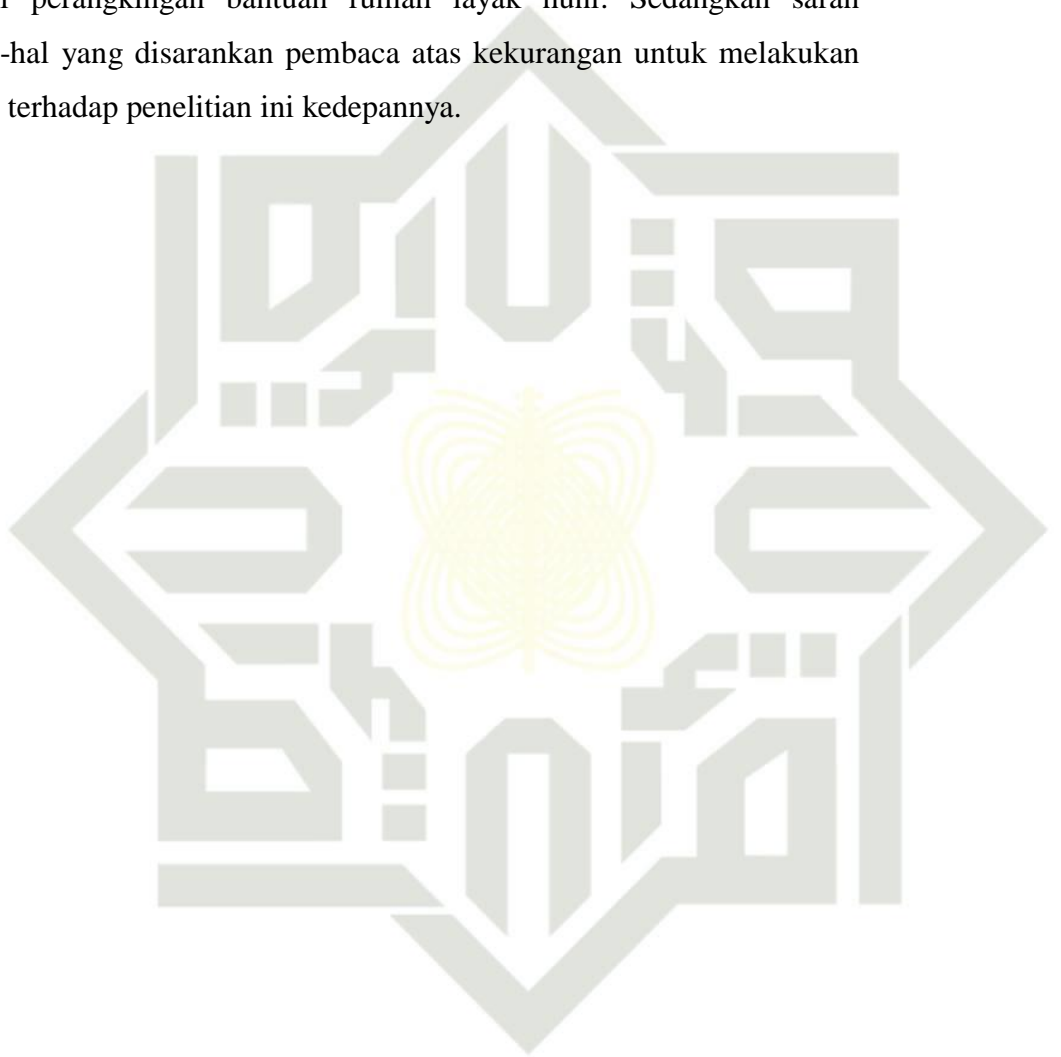 perangkingan bantuan rumah layak huni. Sedangkan saran
-hal yang disarankan pembaca atas kekurangan untuk melakukan
terhadap penelitian ini kedepannya.